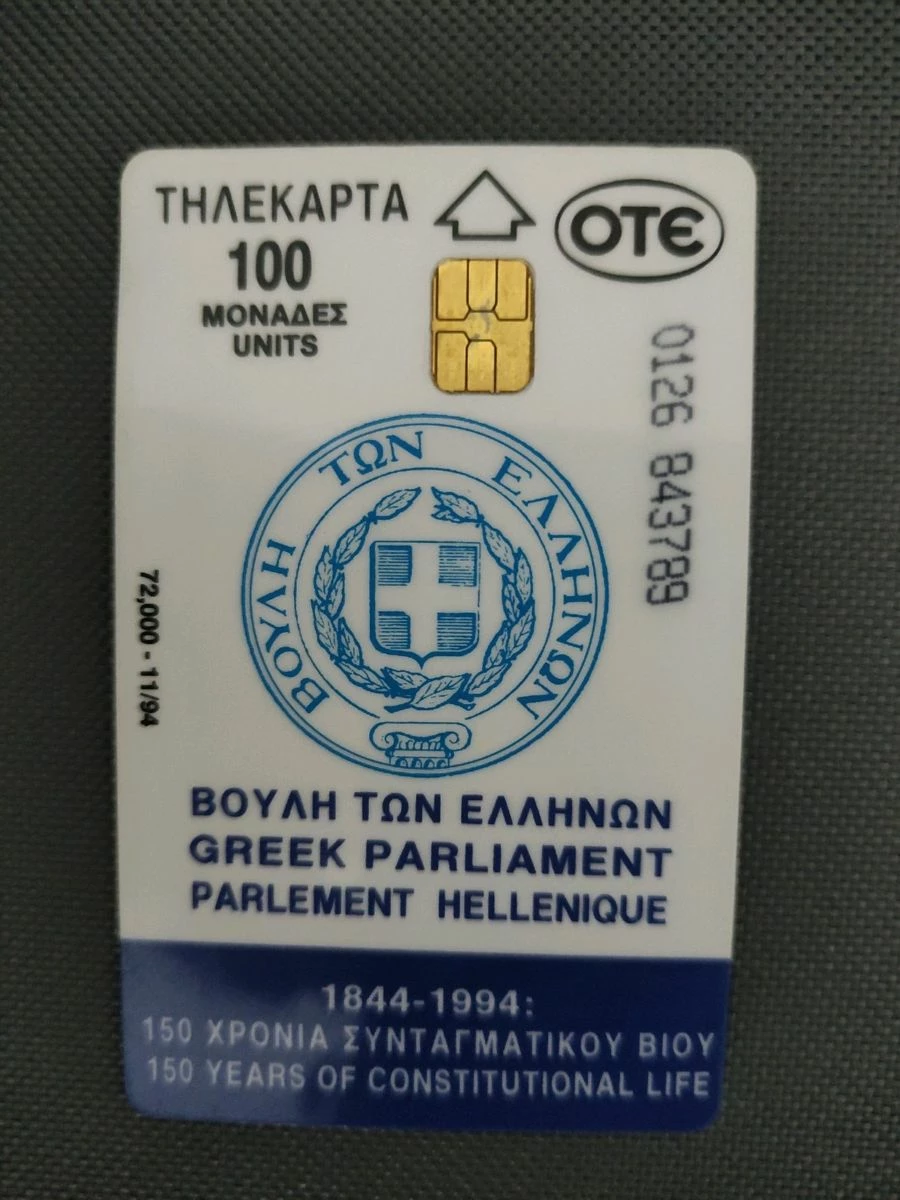 ΤΗΛΕΚΑΡΤΑ
100
ΜΟΝΑΔΕΣ
UNITS
ΟΤΕ
0126 843789
ΒΟΥΛΗ ΤΩΝ ΕΛΛΗΝΩΝ
72,000 - 11/94
ΒΟΥΛΗ ΤΩΝ ΕΛΛΗΝΩΝ
GREEK PARLIAMENT
PARLEMENT HELLENIQUE
1844-1994:
150 ΧΡΟΝΙΑ ΣΥΝΤΑΓΜΑΤΙΚΟΥ ΒΙΟΥ
150 YEARS OF CONSTITUTIONAL LIFE